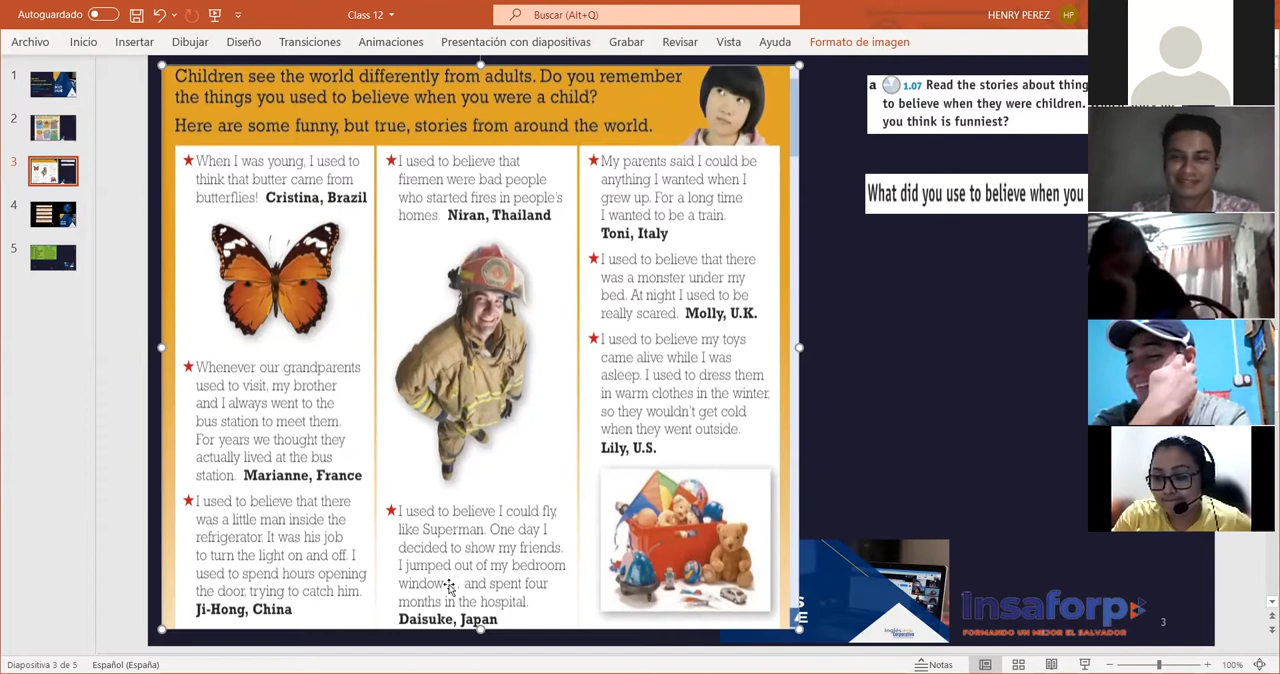 Autoguardado
Class 12
Buscar (Alt+Q)
HENRY PEREZ
HP
Archivo
Inicio
Insertar
Dibujar
Diseño
Transiciones
Animaciones
Presentación con diapositivas
Grabar
Revisar
Vista
Ayuda
Formato de imagen
1
2
3
4
5
Children see the world differently from adults. Do you remember
the things you used to believe when you were a child?
Here are some funny, but true, stories from around the world.
★ When I was young, I used to
think that butter came from
butterflies! Cristina, Brazil
★ Whenever our grandparents
used to visit, my brother
and I always went to the
bus station to meet them.
For years we thought they
actually lived at the bus
station. Marianne, France
★ I used to believe that there
was a little man inside the
refrigerator. It was his job
to turn the light on and off. I
used to spend hours opening
the door, trying to catch him.
Ji-Hong, China
★ I used to believe that
firemen were bad people
who started fires in people's
homes. Niran, Thailand
★ I used to believe I could fly,
like Superman. One day I
decided to show my friends.
I jumped out of my bedroom
window and spent four
months in the hospital.
Daisuke, Japan
★ My parents said I could be
anything I wanted when I
grew up. For a long time
I wanted to be a train.
Toni, Italy
★ I used to believe that there
was a monster under my
bed. At night I used to be
really scared. Molly, U.K.
★ I used to believe my toys
came alive while I was
asleep. I used to dress them
in warm clothes in the winter,
so they wouldn't get cold
when they went outside.
Lily, U.S.
a 1.07 Read the stories about thing
to believe when they were children.
you think is funniest?
What did you use to believe when you
Insaforp
FORMANDO UN MEJOR EL SALVADOR
3
Diapositiva 3 de 5
Español (España)
Notas
100%